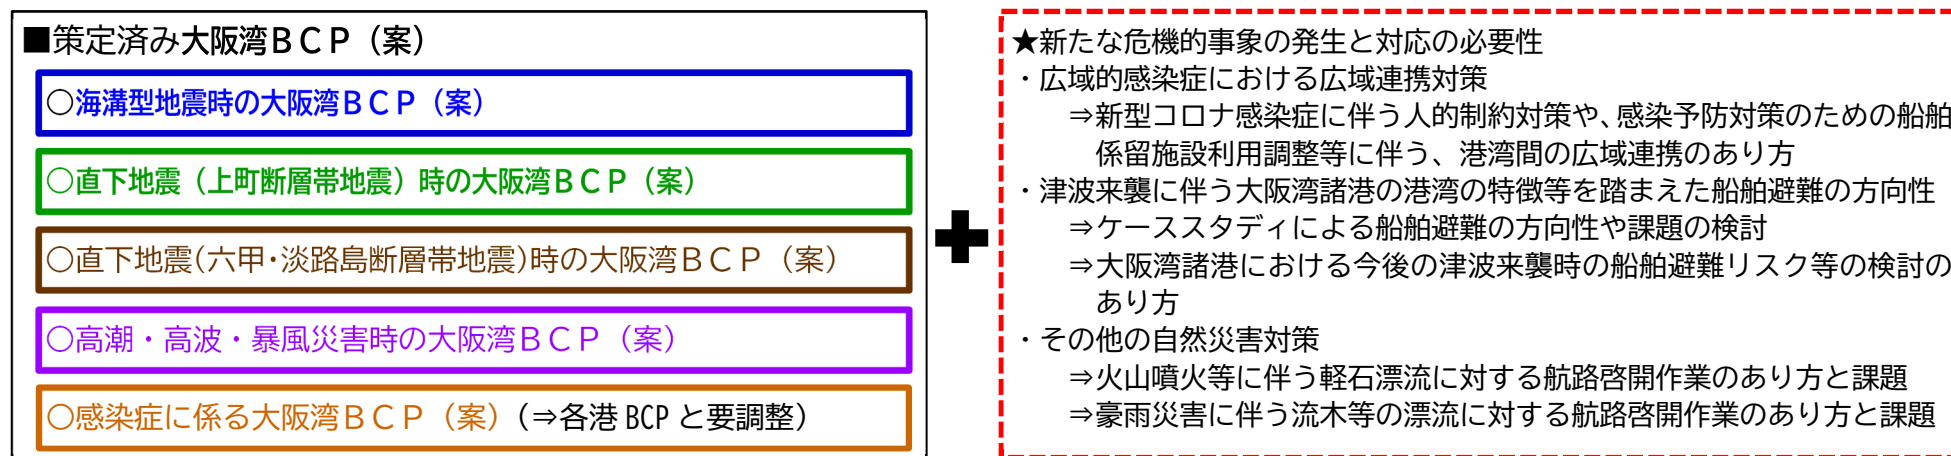 ■策定済み大阪湾ＢＣＰ（案）
○海溝型地震時の大阪湾ＢＣＰ（案）
○直下地震（上町断層帯地震）時の大阪湾ＢＣＰ（案）
○直下地震(六甲・淡路島断層帯地震)時の大阪湾ＢＣＰ（案）
○高潮・高波・暴風災害時の大阪湾ＢＣＰ（案）
○感染症に係る大阪湾ＢＣＰ（案）(⇒各港 BCP と要調整）
★新たな危機的事象の発生と対応の必要性
・広域的感染症における広域連携対策
⇒新型コロナ感染症に伴う人的制約対策や、感染予防対策のための船舶
係留施設利用調整等に伴う、港湾間の広域連携のあり方
・津波来襲に伴う大阪湾諸港の港湾の特徴等を踏まえた船舶避難の方向性
⇒ケーススタディによる船舶避難の方向性や課題の検討
⇒大阪湾諸港における今後の津波来襲時の船舶避難リスク等の検討の
あり方
・その他の自然災害対策
⇒火山噴火等に伴う軽石漂流に対する航路啓開作業のあり方と課題
⇒豪雨災害に伴う流木等の漂流に対する航路啓開作業のあり方と課題